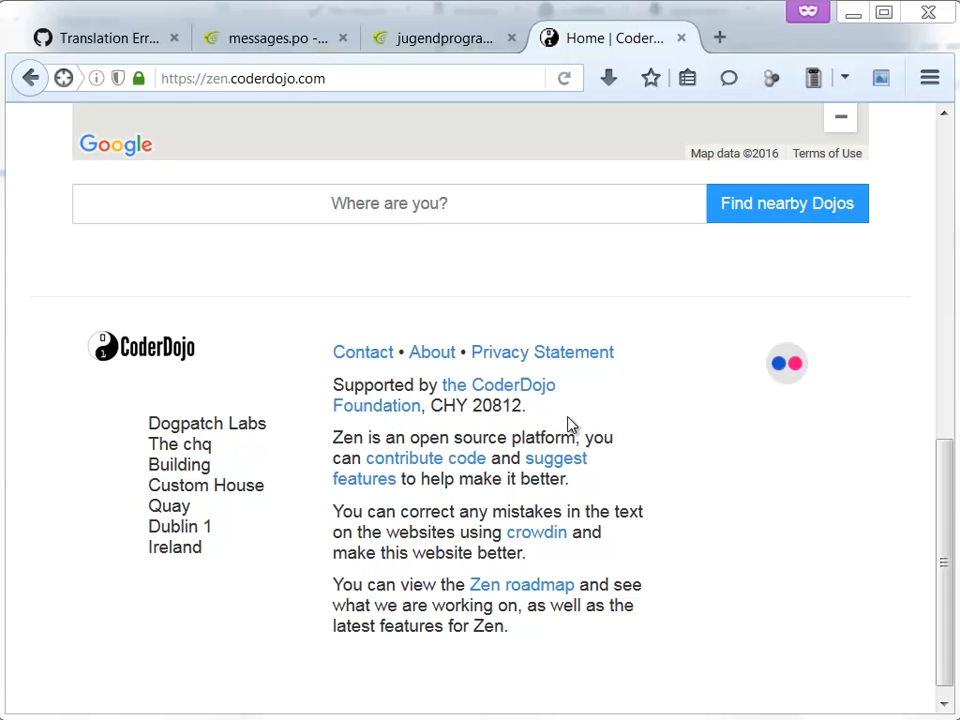 Translation Err...
messages.po -...
jugendprogra...
Home | Coder...
https://zen.coderdojo.com
Google
Map data ©2016
Terms of Use
Where are you?
Find nearby Dojos
CoderDojo
Dogpatch Labs
The chq
Building
Custom House
Quay
Dublin 1
Ireland
Contact • About • Privacy Statement
Supported by the CoderDojo
Foundation, CHY 20812.
Zen is an open source platform, you
can contribute code and suggest
features to help make it better.
You can correct any mistakes in the text
on the websites using crowdin and
make this website better.
You can view the Zen roadmap and see
what we are working on, as well as the
latest features for Zen.